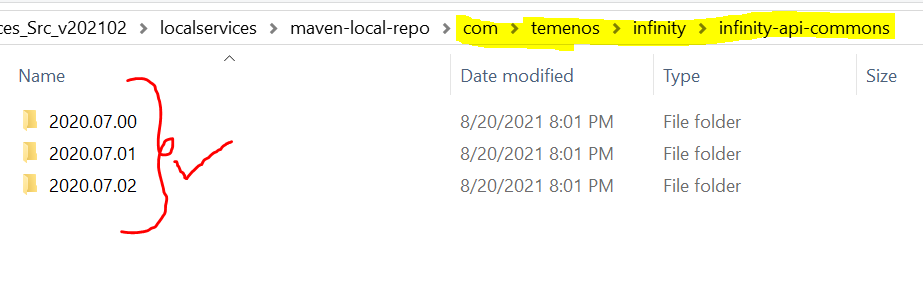 ces_Src_v202102 > localservices > maven-local-repo > com > temenos > infinity > infinity-api-commons
Name Date modified Type Size
2020.07.00 8/20/2021 8:01 PM File folder
2020.07.01 8/20/2021 8:01 PM File folder
2020.07.02 8/20/2021 8:01 PM File folder